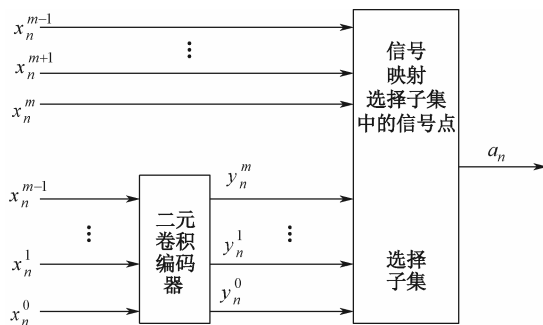 x_n^{m-1}
⋮
x_n^{m+1}
x_n^m
信号
映射
选择子集
中的信号点
a_n
x_n^{m-1}
⋮
x_n^1
x_n^0
二元
卷积
编码
器
y_n^m
y_n^1
⋮
y_n^0
选择
子集